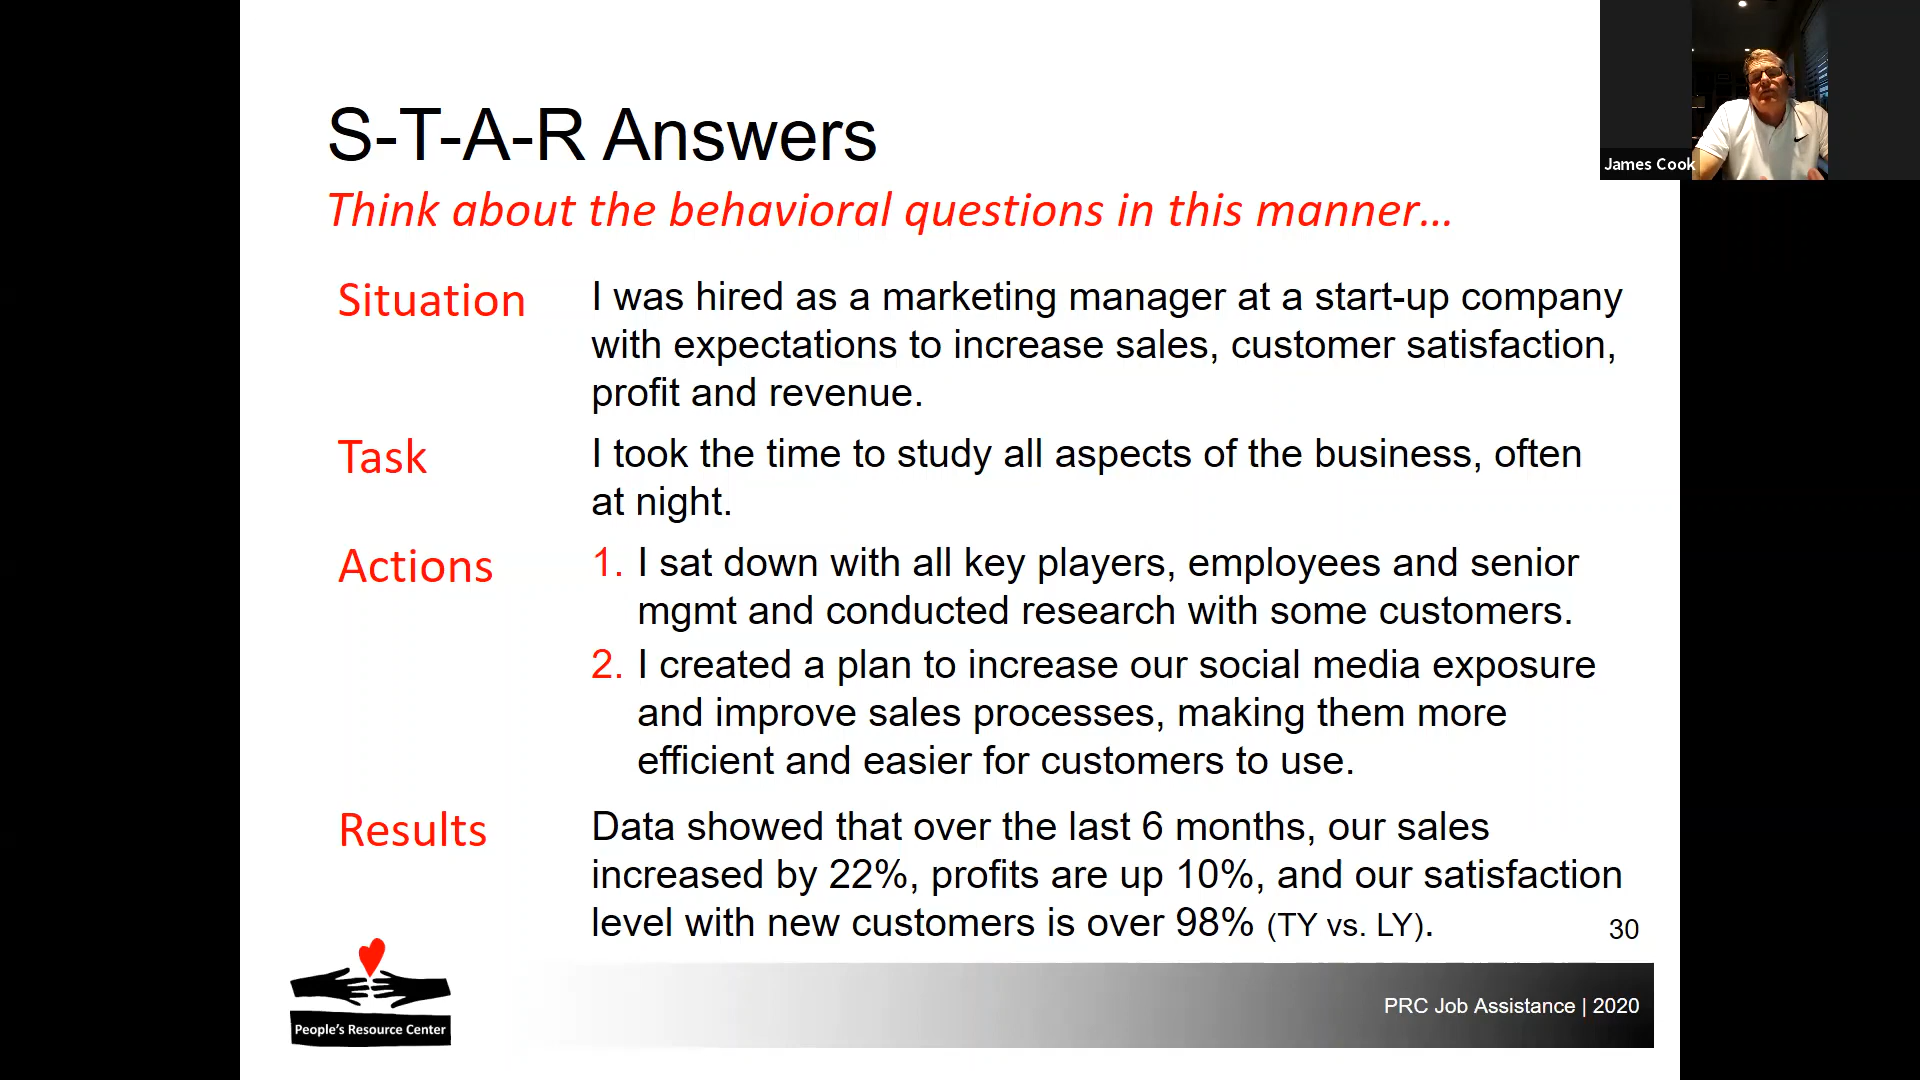 S-T-A-R Answers
Think about the behavioral questions in this manner...
Situation
I was hired as a marketing manager at a start-up company
with expectations to increase sales, customer satisfaction,
profit and revenue.
Task
I took the time to study all aspects of the business, often
at night.
Actions
1. I sat down with all key players, employees and senior
mgmt and conducted research with some customers.
2. I created a plan to increase our social media exposure
and improve sales processes, making them more
efficient and easier for customers to use.
Results
Data showed that over the last 6 months, our sales
increased by 22%, profits are up 10%, and our satisfaction
level with new customers is over 98% (TY vs. LY).
30
People's Resource Center
PRC Job Assistance | 2020
James Cook